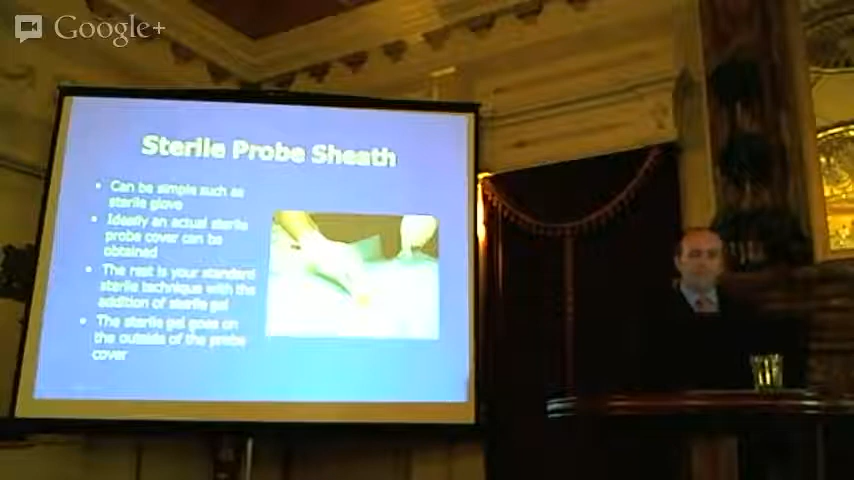 Google+
Sterile Probe Sheath
• Can be simple such as
sterile glove
• Ideally an actual sterile
probe cover can be
obtained
• The rest is your standard
sterile technique with the
addition of sterile gel
• The sterile gel goes on
the outside of the probe
cover